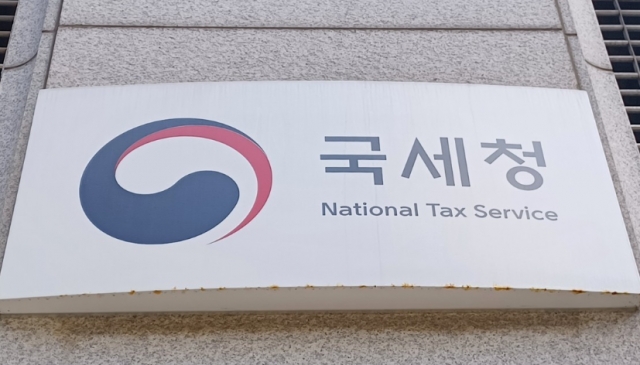 국세청
National Tax Service